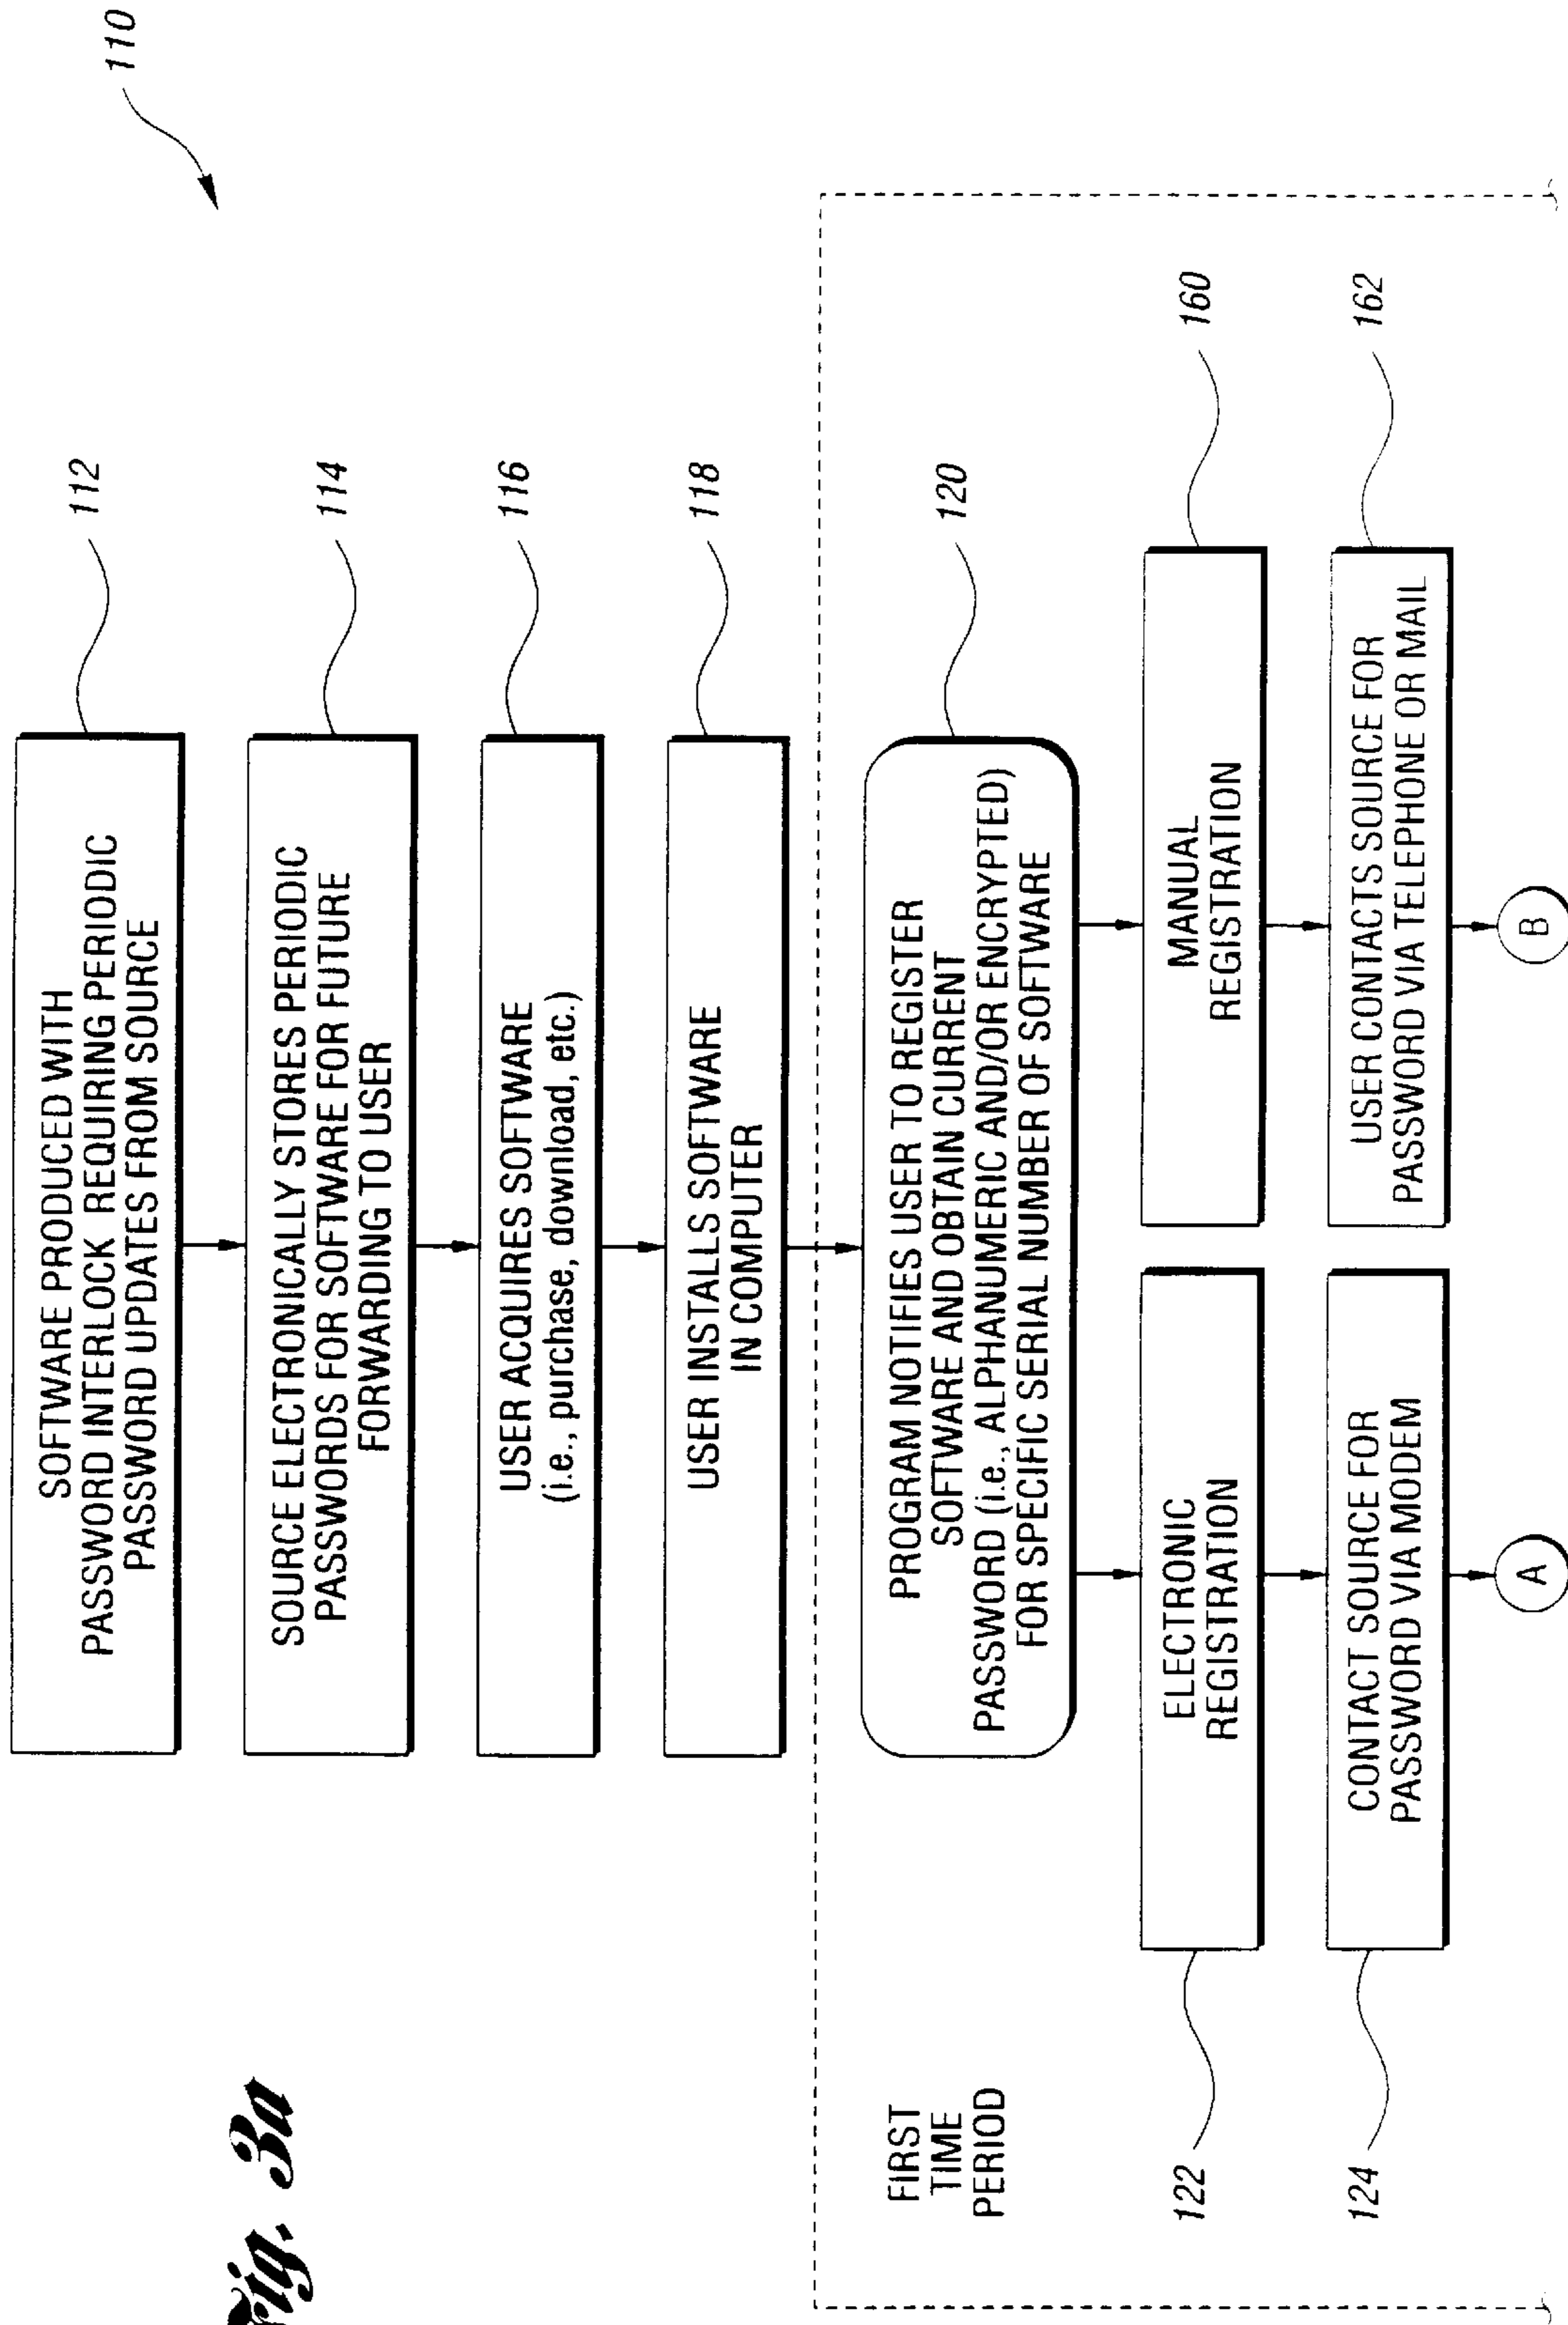 110
SOFTWARE PRODUCED WITH
PASSWORD INTERLOCK REQUIRING PERIODIC
PASSWORD UPDATES FROM SOURCE
112
SOURCE ELECTRONICALLY STORES PERIODIC
PASSWORDS FOR SOFTWARE FOR FUTURE
FORWARDING TO USER
114
USER ACQUIRES SOFTWARE
(i.e., purchase, download, etc.)
116
USER INSTALLS SOFTWARE
IN COMPUTER
118
FIRST
TIME
PERIOD
PROGRAM NOTIFIES USER TO REGISTER
SOFTWARE AND OBTAIN CURRENT
PASSWORD (i.e., ALPHANUMERIC AND/OR ENCRYPTED)
FOR SPECIFIC SERIAL NUMBER OF SOFTWARE
120
122
ELECTRONIC
REGISTRATION
MANUAL
REGISTRATION
160
124
CONTACT SOURCE FOR
PASSWORD VIA MODEM
USER CONTACTS SOURCE FOR
PASSWORD VIA TELEPHONE OR MAIL
162
A
B
Fig. 3a